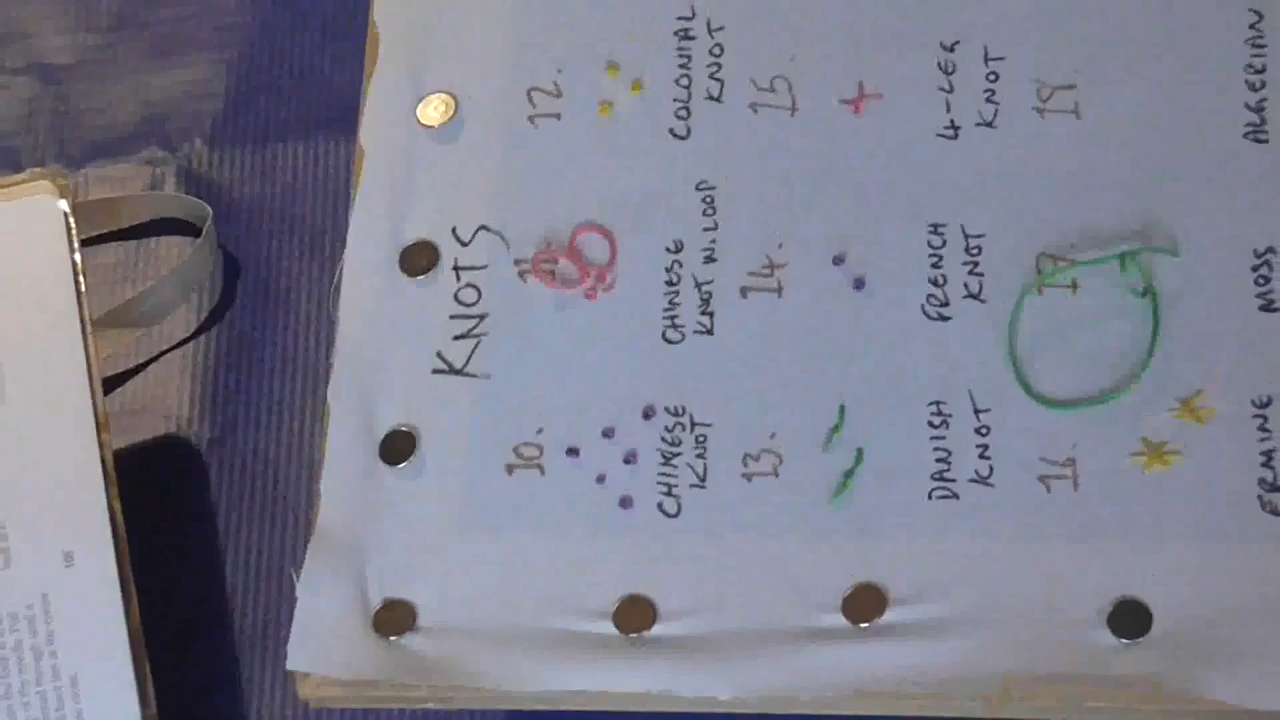 KNOTS
10.
11
12.
CHINESE
KNOT
CHINESE
KNOT W. LOOP
COLONIAL
KNOT
13.
14.
15.
DANISH
KNOT
FRENCH
KNOT
4-LEG
KNOT
16.
17
18
ERMINE
MOSS
ALGERIAN
106